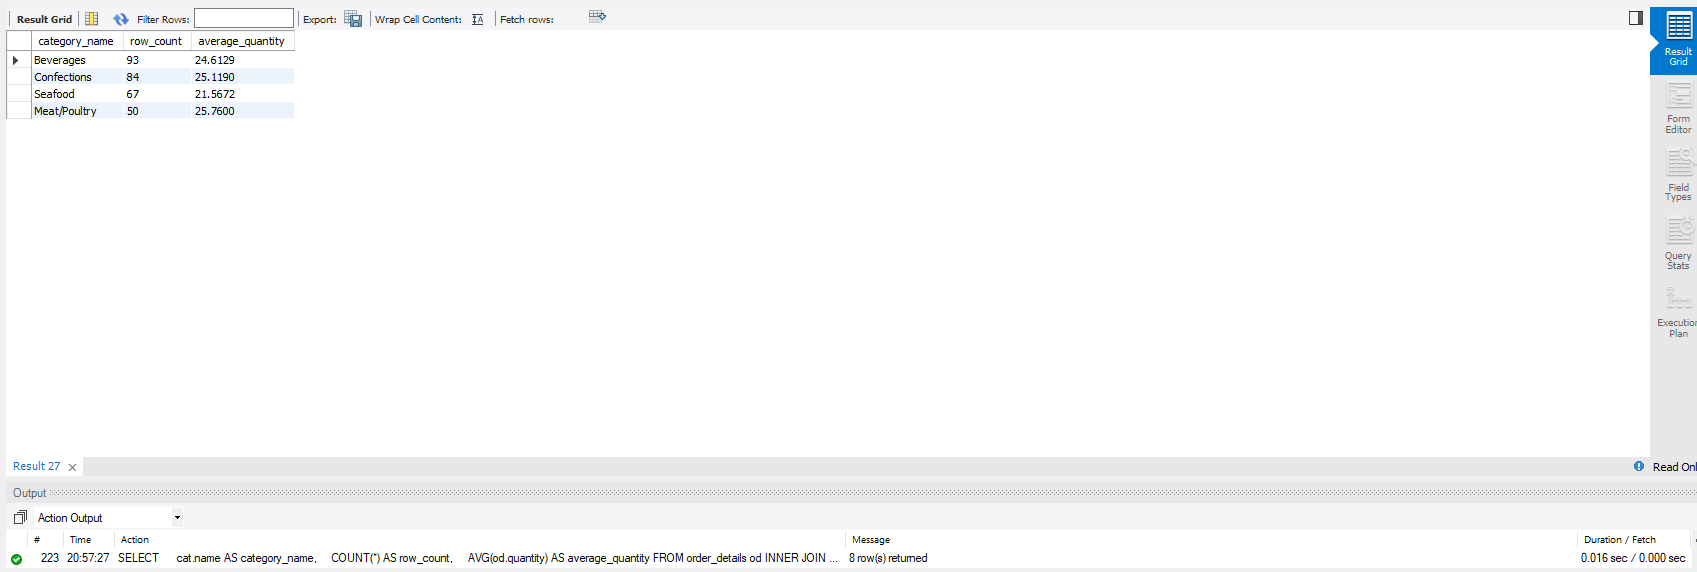 Result Grid Filter Rows: Export: Wrap Cell Content: Fetch rows:
category_name row_count average_quantity
Beverages 93 24.6129
Confections 84 25.1190
Seafood 67 21.5672
Meat/Poultry 50 25.7600
Result
Grid
Form
Editor
Field
Types
Query
Stats
Executio
Plan
Result 27
Read Onl
Output
Action Output
# Time Action Message Duration / Fetch
223 20:57:27 SELECT cat.name AS category_name, COUNT(*) AS row_count, AVG(od.quantity) AS average_quantity FROM order_details od INNER JOIN ... 8 row(s) returned 0.016 sec / 0.000 sec